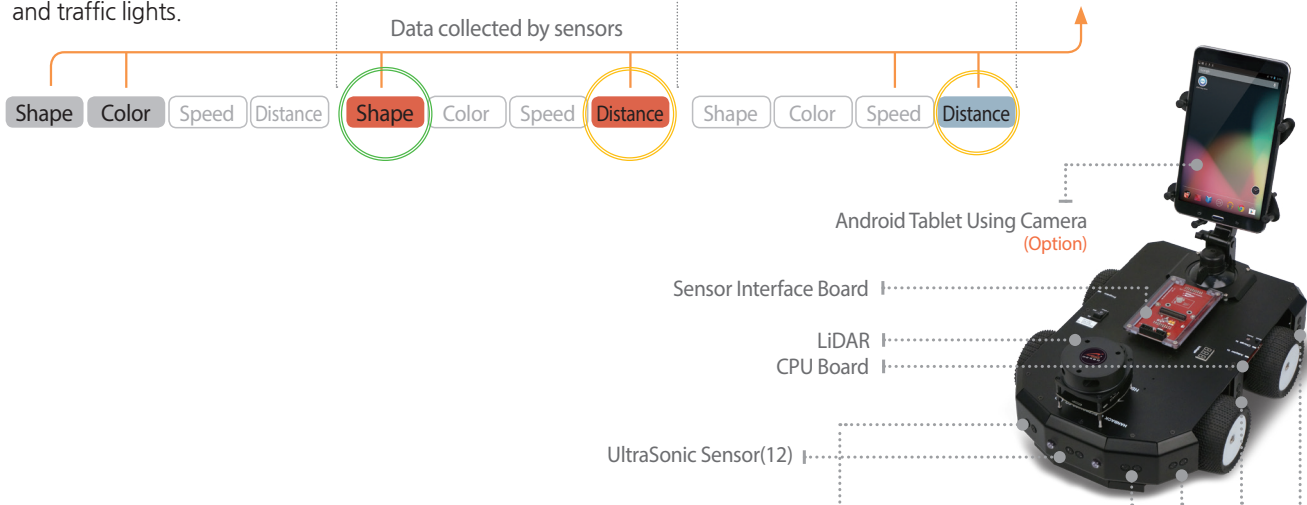 and traffic lights.
Data collected by sensors
Shape Color Speed Distance Shape Color Speed Distance Shape Color Speed Distance
Android Tablet Using Camera
(Option)
Sensor Interface Board
LiDAR
CPU Board
UltraSonic Sensor(12)